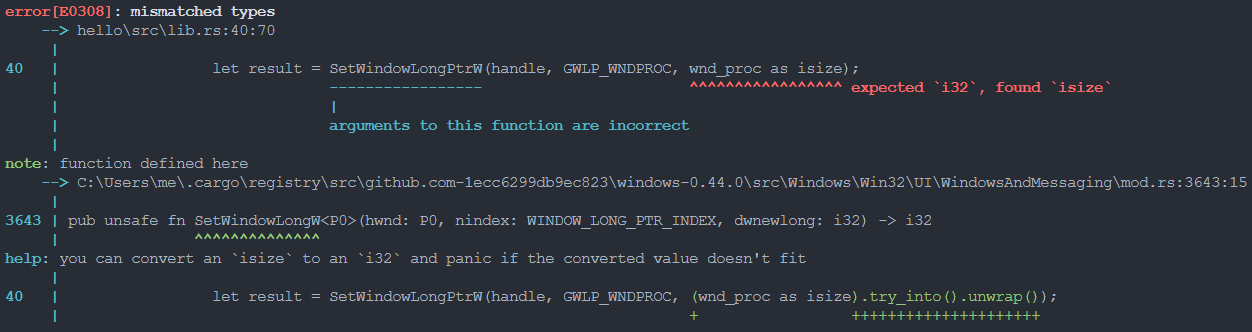 error[E0308]: mismatched types
--> hello\src\lib.rs:40:70
|
40 | let result = SetWindowLongPtrW(handle, GWLP_WNDPROC, wnd_proc as isize);
| ----------------- ^^^^^^^^^^^^^^^^^ expected `i32`, found `isize`
| |
| arguments to this function are incorrect
|
note: function defined here
--> C:\Users\me\.cargo\registry\src\github.com-1ecc6299db9ec823\windows-0.44.0\src\Windows\Win32\UI\WindowsAndMessaging\mod.rs:3643:15
|
3643 | pub unsafe fn SetWindowLongW<P0>(hwnd: P0, nindex: WINDOW_LONG_PTR_INDEX, dwnewlong: i32) -> i32
| ^^^^^^^^^^^^^^
help: you can convert an `isize` to an `i32` and panic if the converted value doesn't fit
|
40 | let result = SetWindowLongPtrW(handle, GWLP_WNDPROC, (wnd_proc as isize).try_into().unwrap());
| + +++++++++++++++++++++